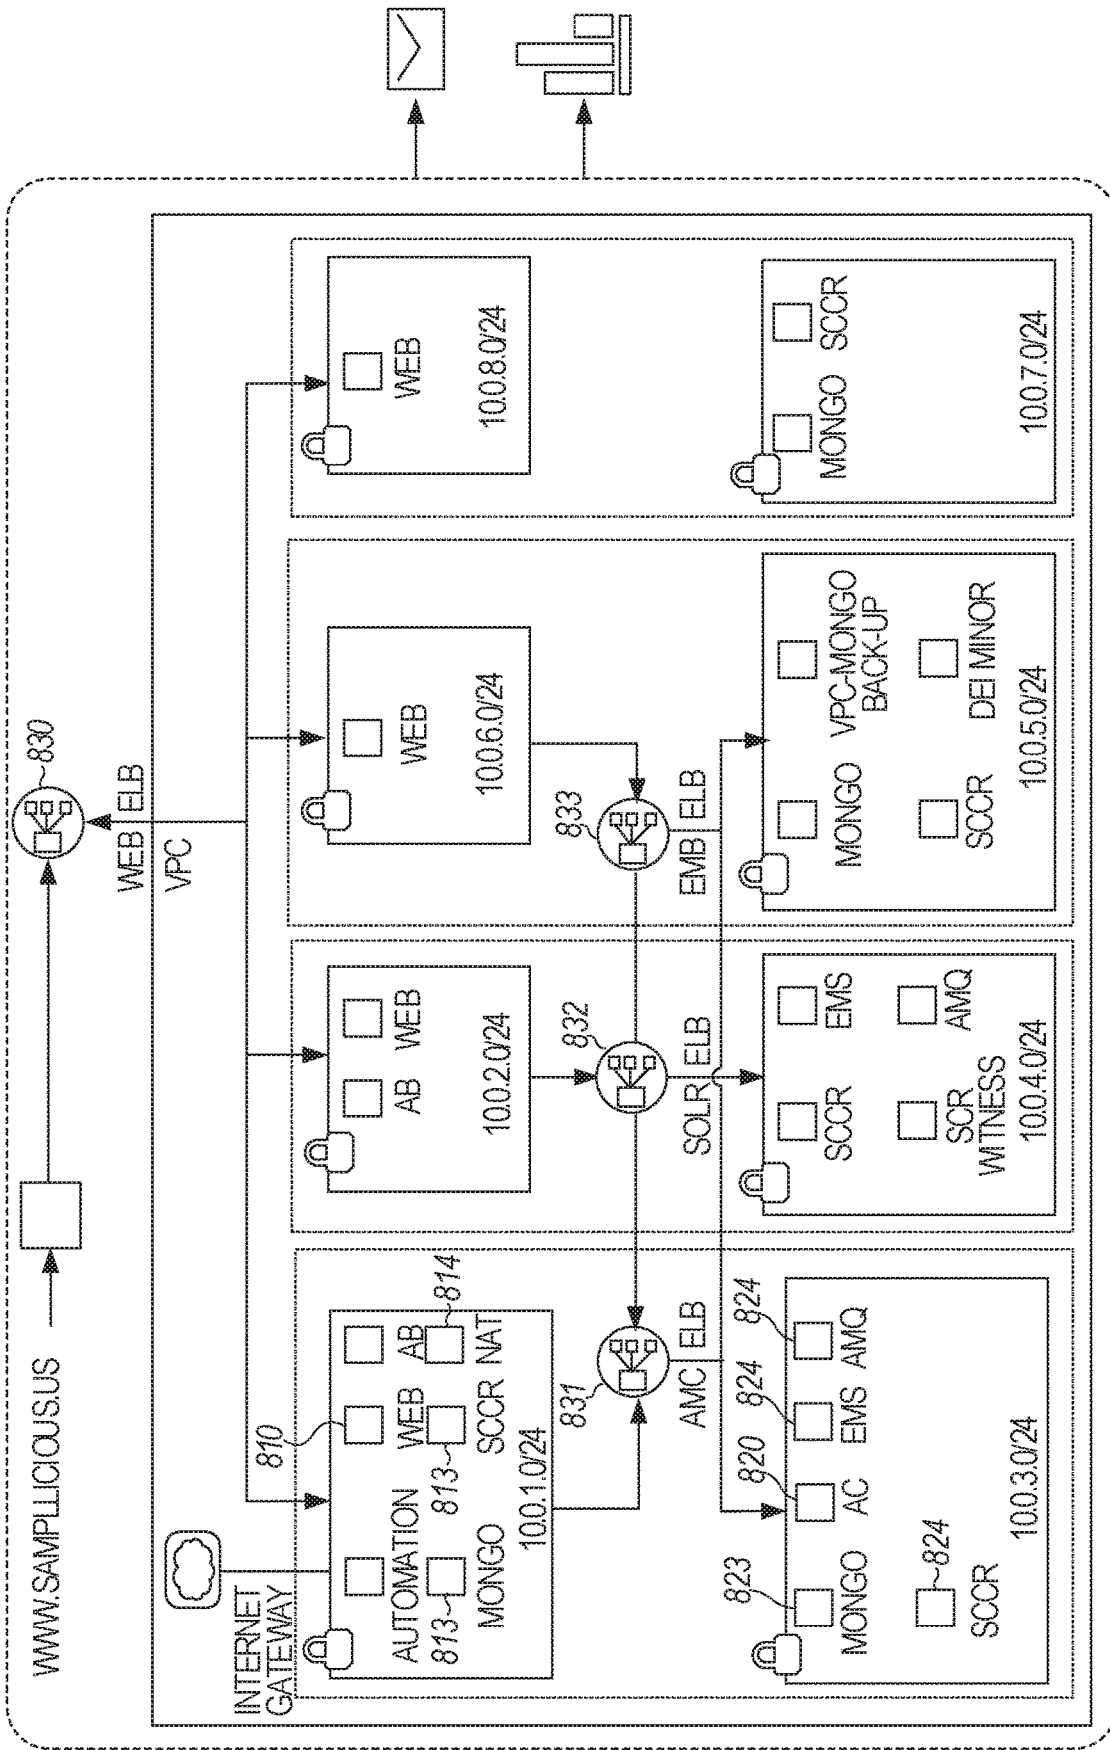 WWW.SAMPLLICIOUS.US
830
WEB ELB
VPC
INTERNET
GATEWAY
810
AUTOMATION
WEB
AB
813
813
814
MONGO
SCCR
NAT
10.0.1.0/24
AB
WEB
10.0.2.0/24
WEB
10.0.6.0/24
WEB
10.0.8.0/24
831
AMC ELB
832
SOLR ELB
833
EMB ELB
823
820
824
824
MONGO
AC
EMS
AMQ
824
SCCR
10.0.3.0/24
SCCR
EMS
SCR
WITNESS
AMQ
10.0.4.0/24
MONGO
VPC-MONGO
BACK-UP
SCCR
DEI MINOR
10.0.5.0/24
MONGO
SCCR
10.0.7.0/24